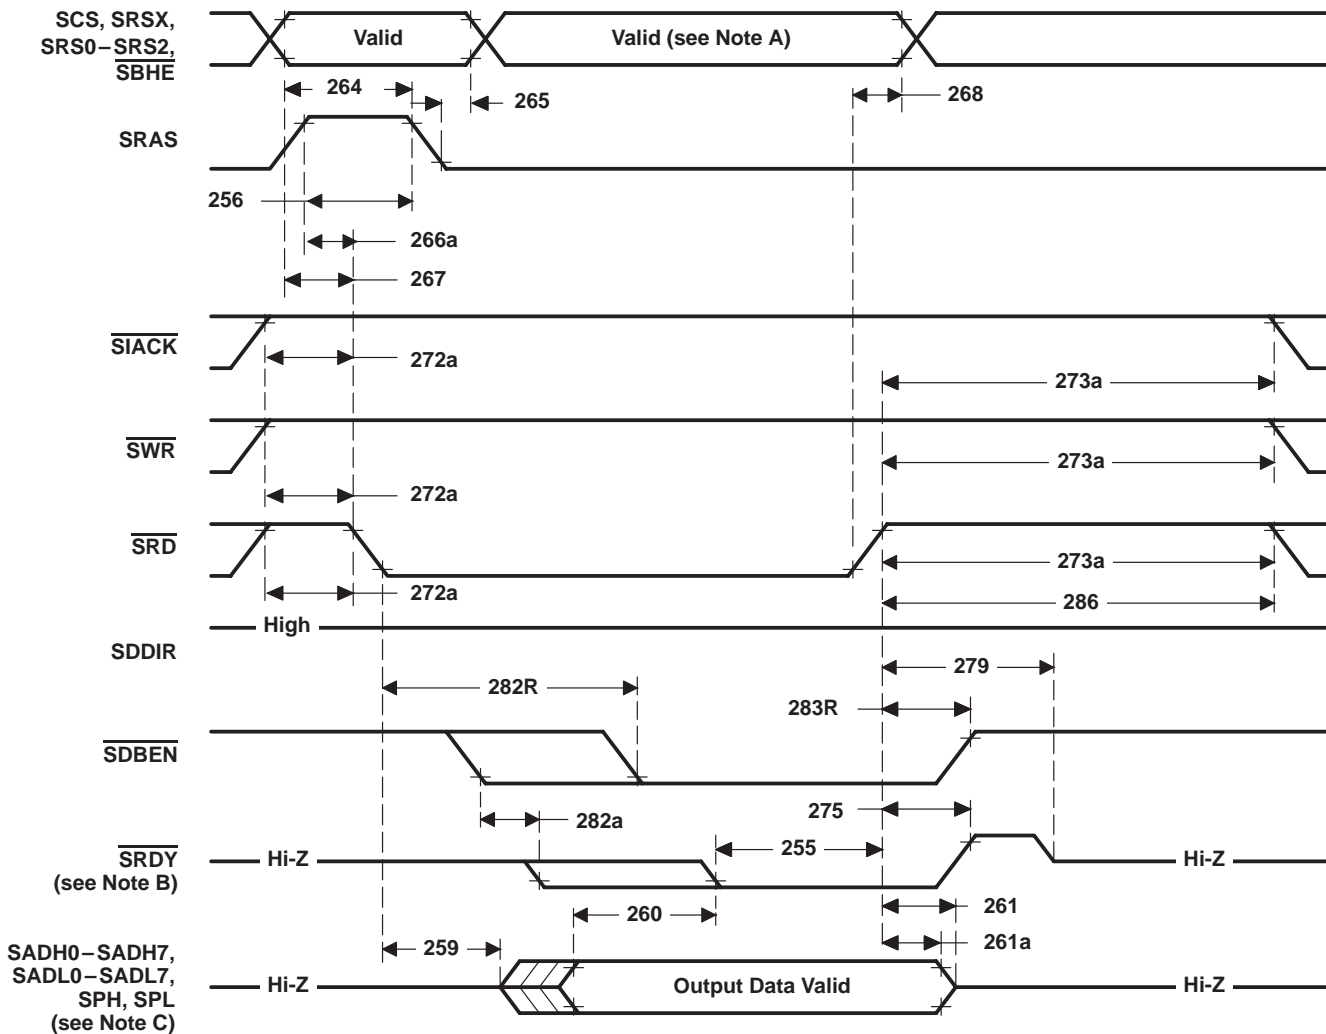 SCS, SRSX,
SRS0–SRS2,
SBHE
Valid
Valid (see Note A)
264
265
268
SRAS
256
266a
267
SIACK
272a
273a
SWR
273a
272a
SRD
273a
272a
286
High
SDDIR
279
282R
283R
SDBEN
275
282a
255
SRDY
(see Note B)
Hi-Z
Hi-Z
261
260
261a
259
SADH0–SADH7,
SADL0–SADL7,
SPH, SPL
(see Note C)
Hi-Z
Output Data Valid
Hi-Z